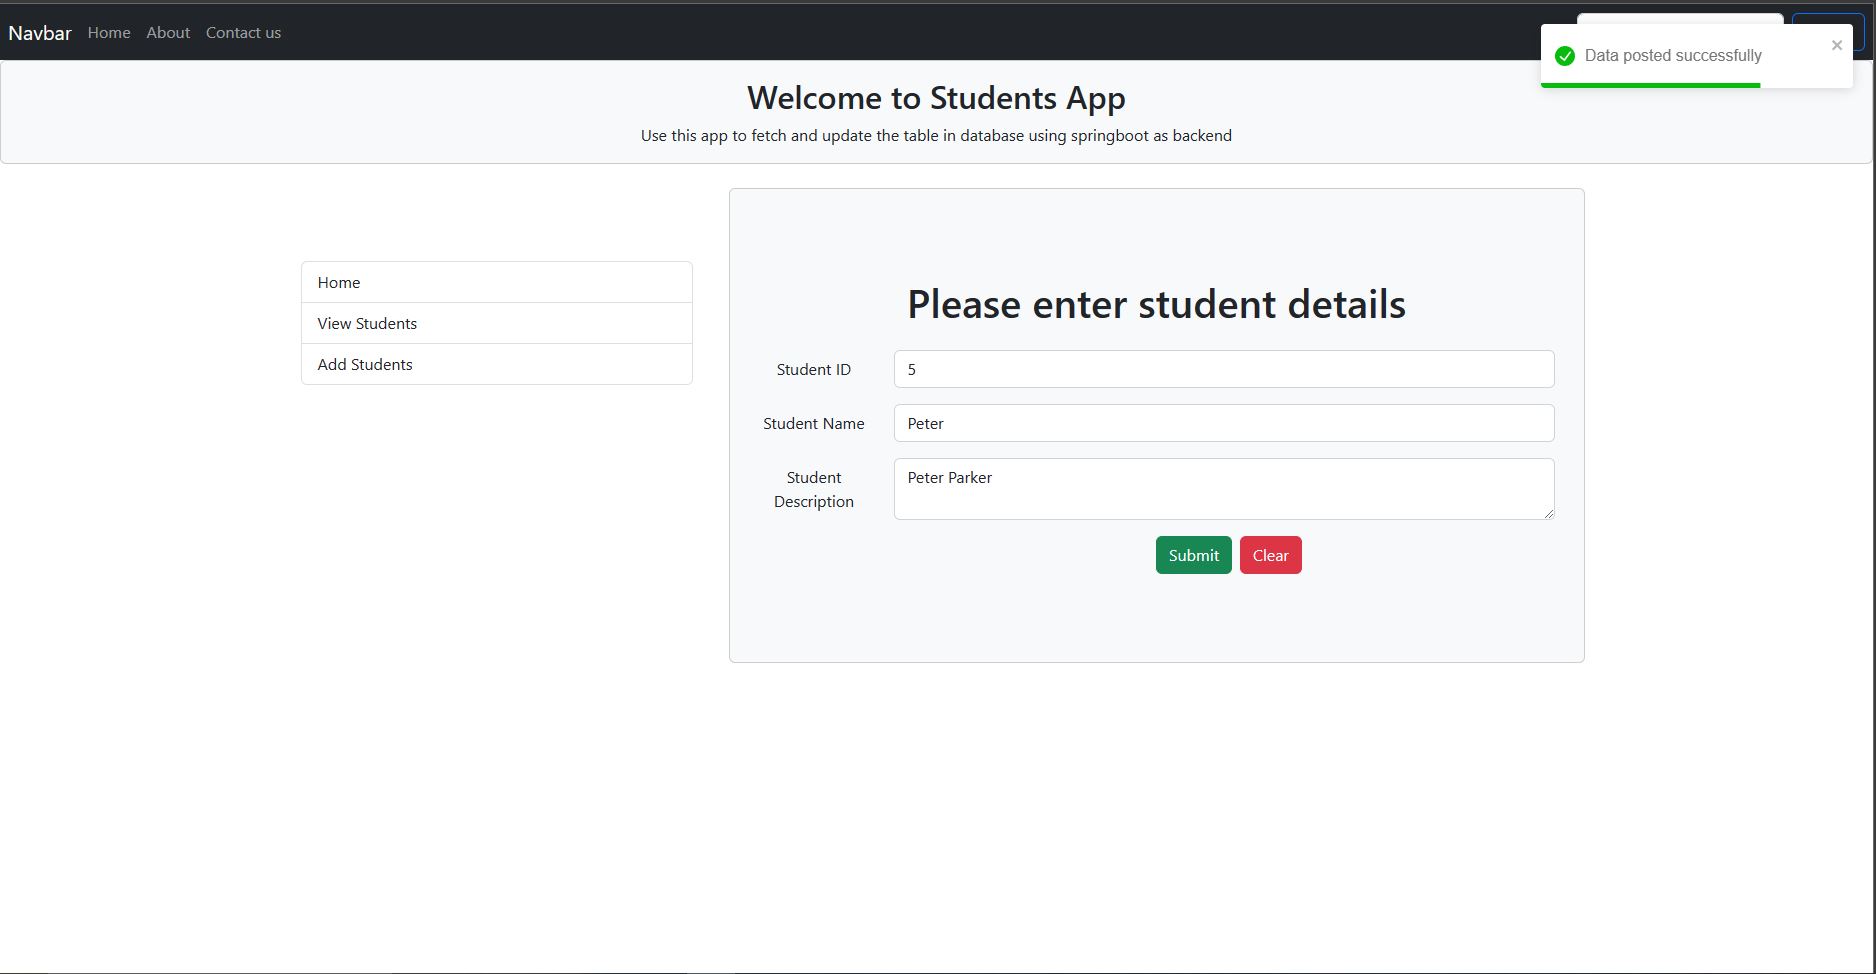 Navbar Home About Contact us
Data posted successfully
Welcome to Students App
Use this app to fetch and update the table in database using springboot as backend
Home
View Students
Add Students
Please enter student details
Student ID 5
Student Name Peter
Student Description Peter Parker
Submit Clear